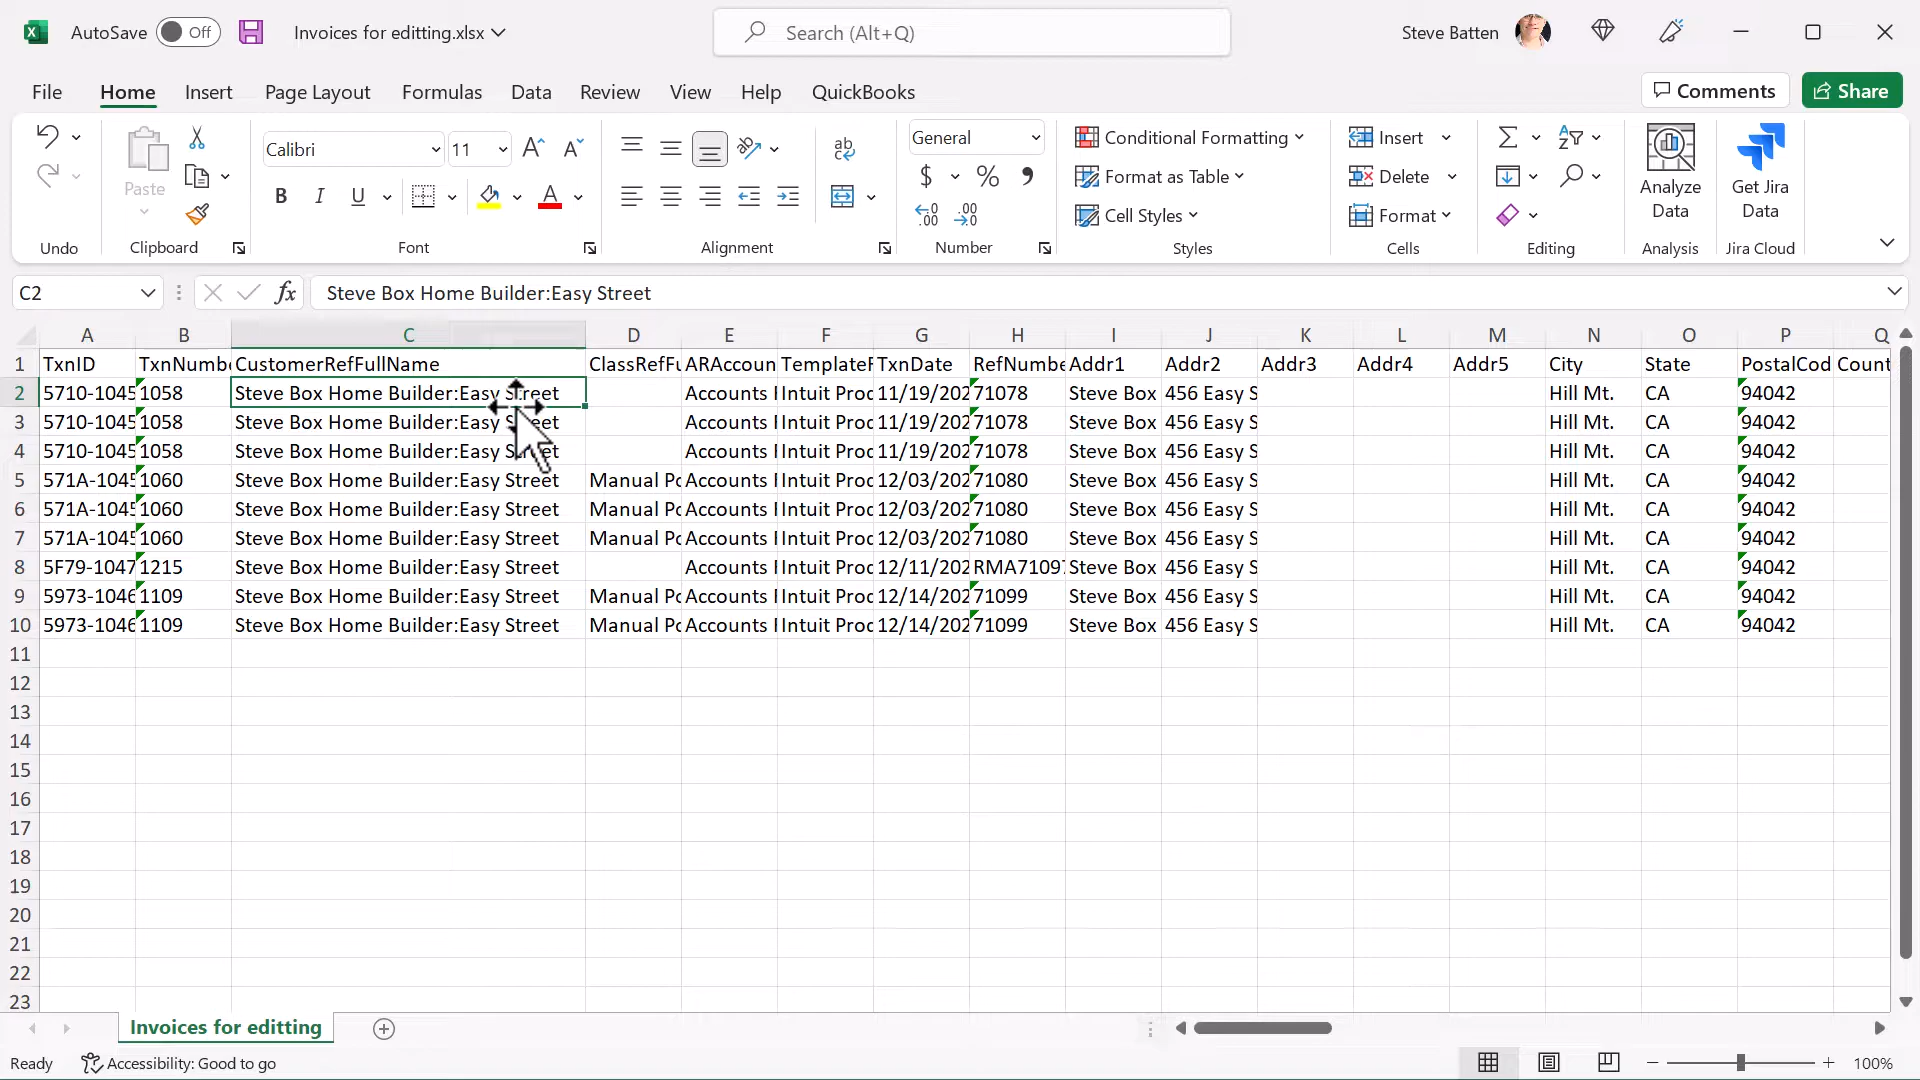 AutoSave Off Invoices for editting.xlsx Search (Alt+Q) Steve Batten
File Home Insert Page Layout Formulas Data Review View Help QuickBooks Comments Share
Undo
Paste
Clipboard
Calibri 11
B I U A
Font
ab
Alignment
General
$ % ,
Number
Conditional Formatting
Format as Table
Cell Styles
Styles
Insert
Delete
Format
Cells
Editing
Analyze
Data
Analysis
Get Jira
Data
Jira Cloud
C2 fx Steve Box Home Builder:Easy Street
A B C D E F G H I J K L M N O P Q
1 TxnID TxnNumbe CustomerRefFullName ClassRefFu ARAccoun TemplateF TxnDate RefNumbe Addr1 Addr2 Addr3 Addr4 Addr5 City State PostalCod Count
2 5710-1045 1058 Steve Box Home Builder:Easy Street Accounts Intuit Proc 11/19/202 71078 Steve Box 456 Easy S Hill Mt. CA 94042
3 5710-1045 1058 Steve Box Home Builder:Easy Street Accounts Intuit Proc 11/19/202 71078 Steve Box 456 Easy S Hill Mt. CA 94042
4 5710-1045 1058 Steve Box Home Builder:Easy Street Accounts Intuit Proc 11/19/202 71078 Steve Box 456 Easy S Hill Mt. CA 94042
5 571A-1045 1060 Steve Box Home Builder:Easy Street Manual Po Accounts Intuit Proc 12/03/202 71080 Steve Box 456 Easy S Hill Mt. CA 94042
6 571A-1045 1060 Steve Box Home Builder:Easy Street Manual Po Accounts Intuit Proc 12/03/202 71080 Steve Box 456 Easy S Hill Mt. CA 94042
7 571A-1045 1060 Steve Box Home Builder:Easy Street Manual Po Accounts Intuit Proc 12/03/202 71080 Steve Box 456 Easy S Hill Mt. CA 94042
8 5F79-1047 1215 Steve Box Home Builder:Easy Street Accounts Intuit Proc 12/11/202 RMA71097 Steve Box 456 Easy S Hill Mt. CA 94042
9 5973-1046 1109 Steve Box Home Builder:Easy Street Manual Po Accounts Intuit Proc 12/14/202 71099 Steve Box 456 Easy S Hill Mt. CA 94042
10 5973-1046 1109 Steve Box Home Builder:Easy Street Manual Po Accounts Intuit Proc 12/14/202 71099 Steve Box 456 Easy S Hill Mt. CA 94042
11
12
13
14
15
16
17
18
19
20
21
22
23
Invoices for editting
Ready Accessibility: Good to go 100%